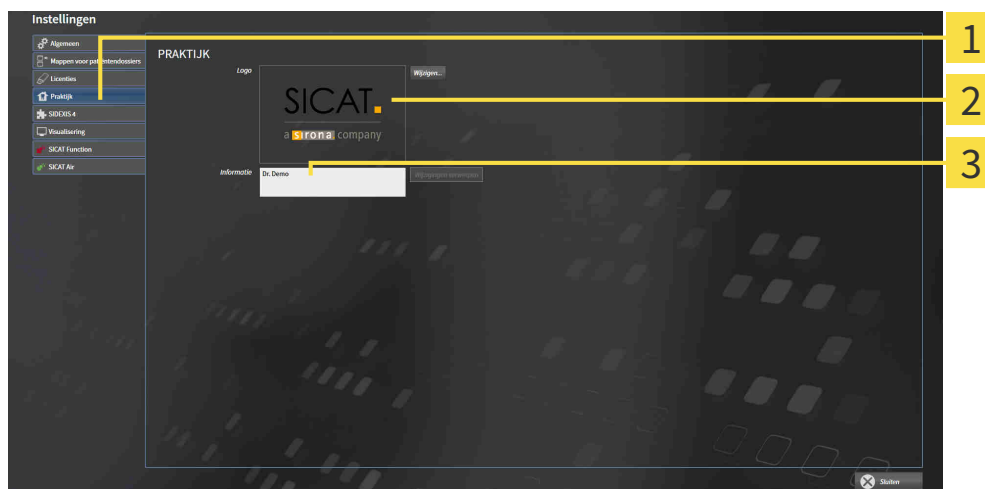 Instellingen
Algemeen
Mappen voor patiëntendossiers
Licenties
Praktijk
SIDEXIS 4
Visualisering
SICAT Function
SICAT Air
PRAKTIJK
Logo
SICAT.
a sirona company
Wijzigen...
Informatie
Dr. Demo
Wijzigingen
Sluiten
1
2
3